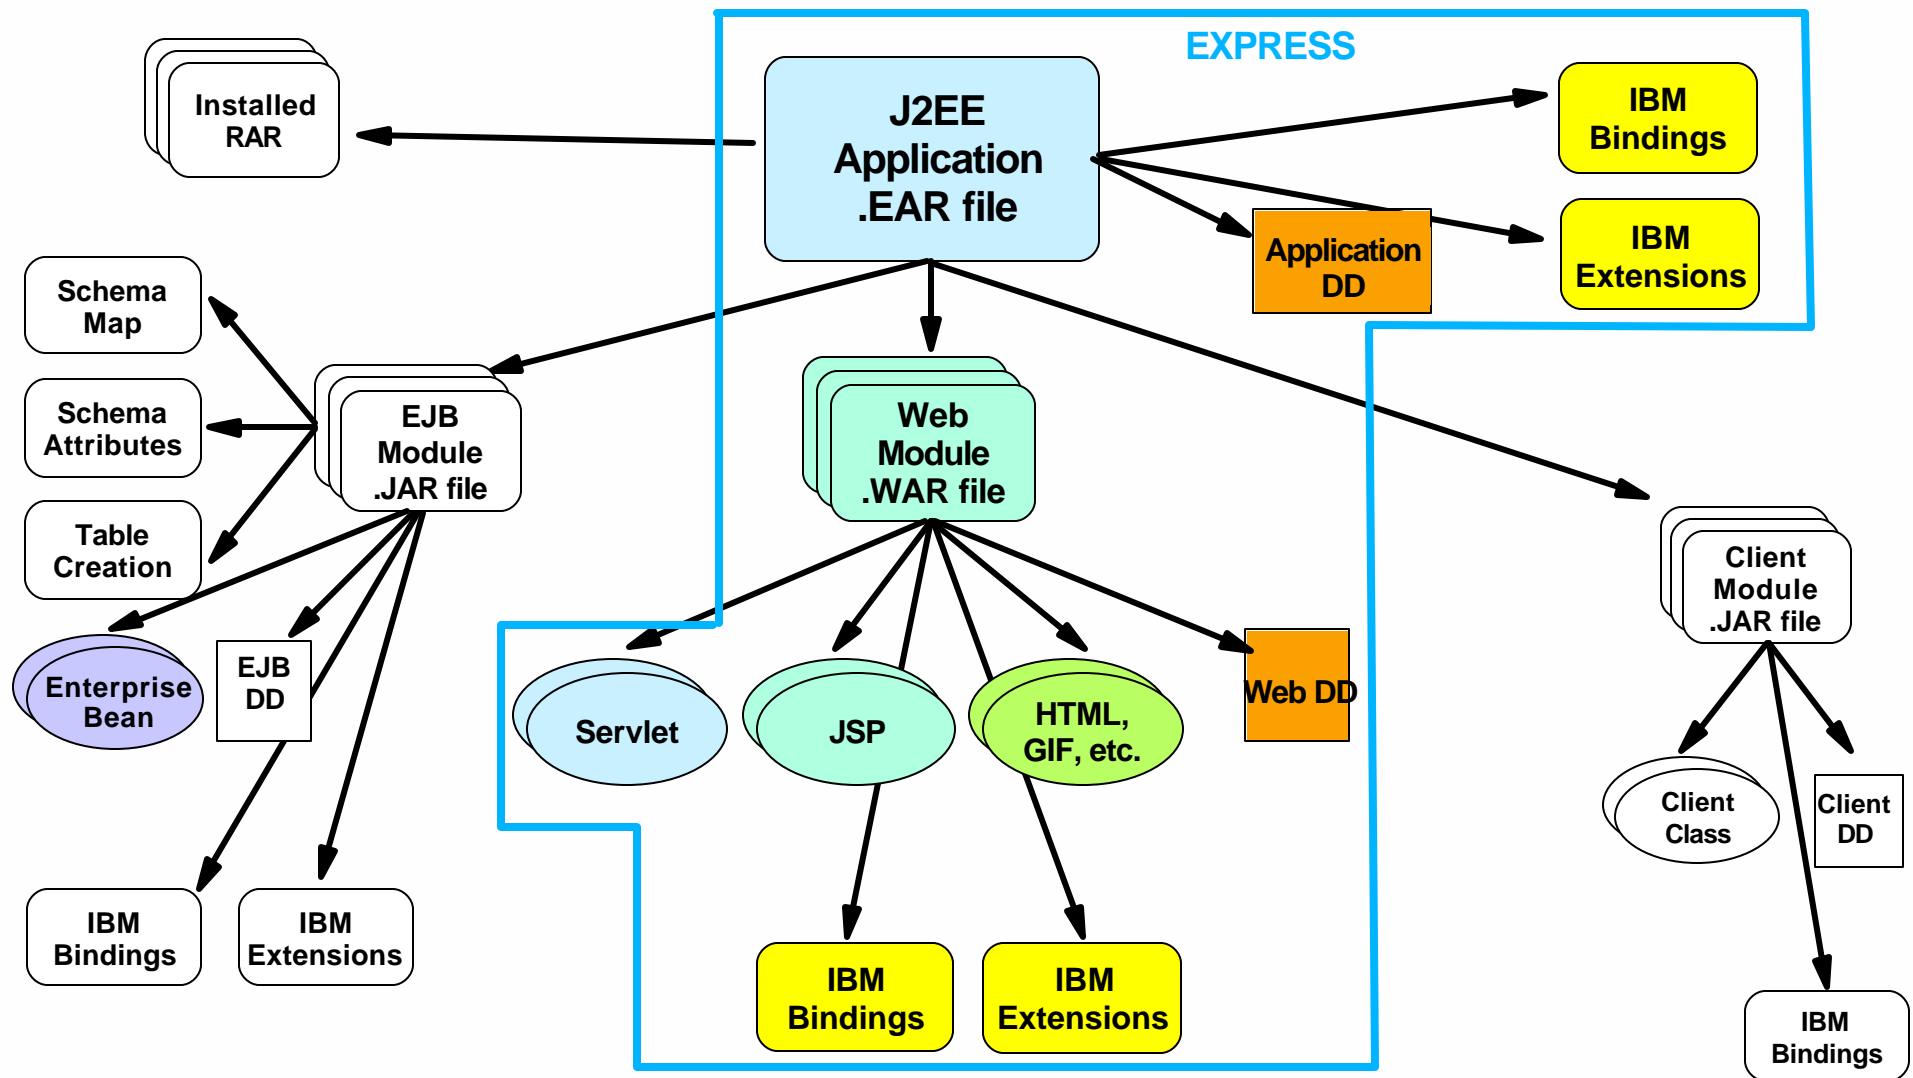 EXPRESS
Installed
RAR
J2EE
Application
.EAR file
IBM
Bindings
Application
DD
IBM
Extensions
Schema
Map
Schema
Attributes
Table
Creation
EJB
Module
.JAR file
Web
Module
.WAR file
Client
Module
.JAR file
Enterprise
Bean
EJB
DD
Servlet
JSP
HTML,
GIF, etc.
Web DD
Client
Class
Client
DD
IBM
Bindings
IBM
Extensions
IBM
Bindings
IBM
Extensions
IBM
Bindings